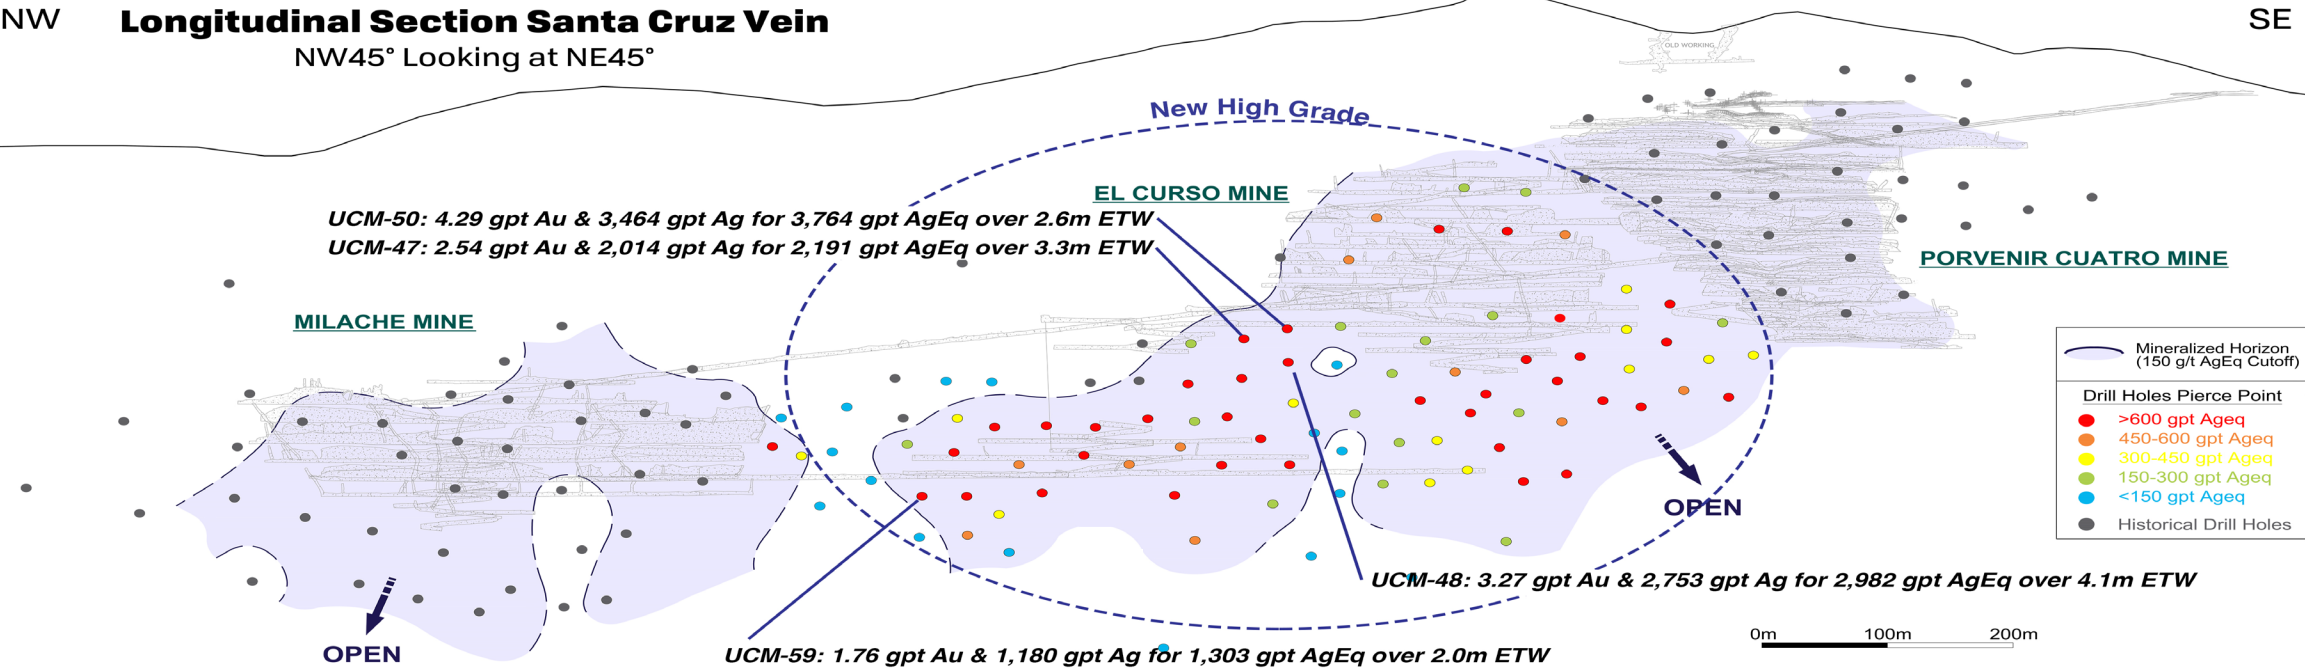 NW
Longitudinal Section Santa Cruz Vein
NW45° Looking at NE45°
SE
OLD WORKING
New High Grade
EL CURSO MINE
UCM-50: 4.29 gpt Au & 3,464 gpt Ag for 3,764 gpt AgEq over 2.6m ETW
UCM-47: 2.54 gpt Au & 2,014 gpt Ag for 2,191 gpt AgEq over 3.3m ETW
PORVENIR CUATRO MINE
MILACHE MINE
Mineralized Horizon
(150 g/t AgEq Cutoff)
Drill Holes Pierce Point
>600 gpt Ageq
450-600 gpt Ageq
300-450 gpt Ageq
150-300 gpt Ageq
<150 gpt Ageq
Historical Drill Holes
OPEN
UCM-48: 3.27 gpt Au & 2,753 gpt Ag for 2,982 gpt AgEq over 4.1m ETW
OPEN
UCM-59: 1.76 gpt Au & 1,180 gpt Ag for 1,303 gpt AgEq over 2.0m ETW
0m 100m 200m